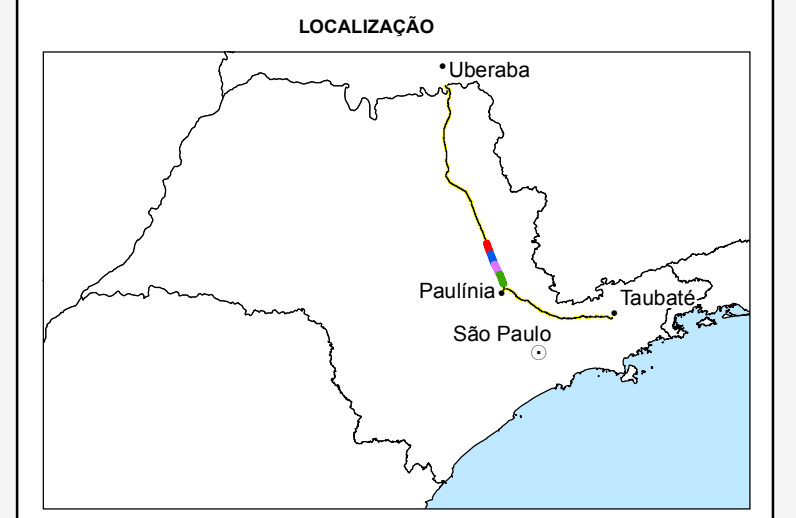 LOCALIZAÇÃO
Uberaba
Paulínia
Taubaté
São Paulo